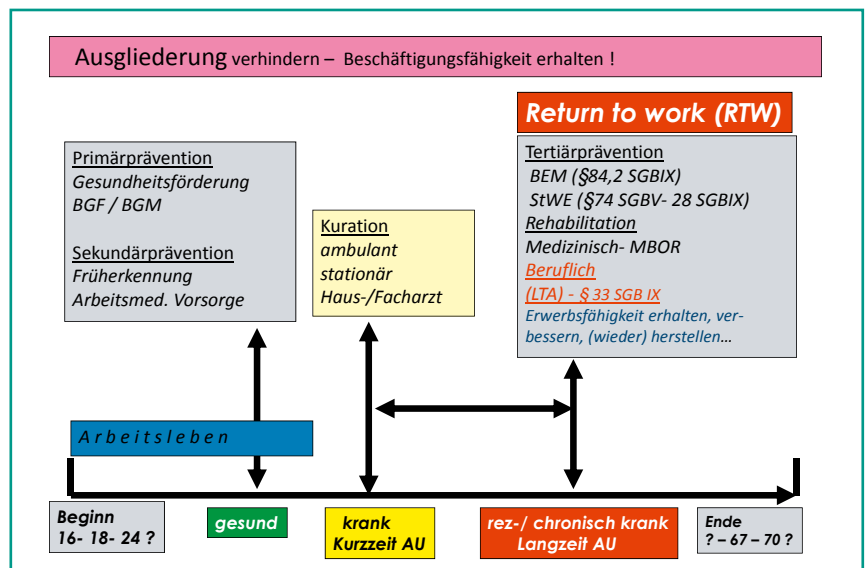 Ausgliederung verhindern – Beschäftigungsfähigkeit erhalten !
Primärprävention
Gesundheitsförderung
BGF / BGM
Sekundärprävention
Früherkennung
Arbeitsmed. Vorsorge
Kuration
ambulant
stationär
Haus-/Facharzt
Return to work (RTW)
Tertiärprävention
BEM (§84,2 SGBIX)
StWE (§74 SGBV- 28 SGBIX)
Rehabilitation
Medizinisch- MBOR
Beruflich
(LTA) - § 33 SGB IX
Erwerbsfähigkeit erhalten, ver-
bessern, (wieder) herstellen…
Arbeitsleben
Beginn
16- 18- 24 ?
gesund
krank
Kurzzeit AU
rez-/ chronisch krank
Langzeit AU
Ende
? – 67 – 70 ?